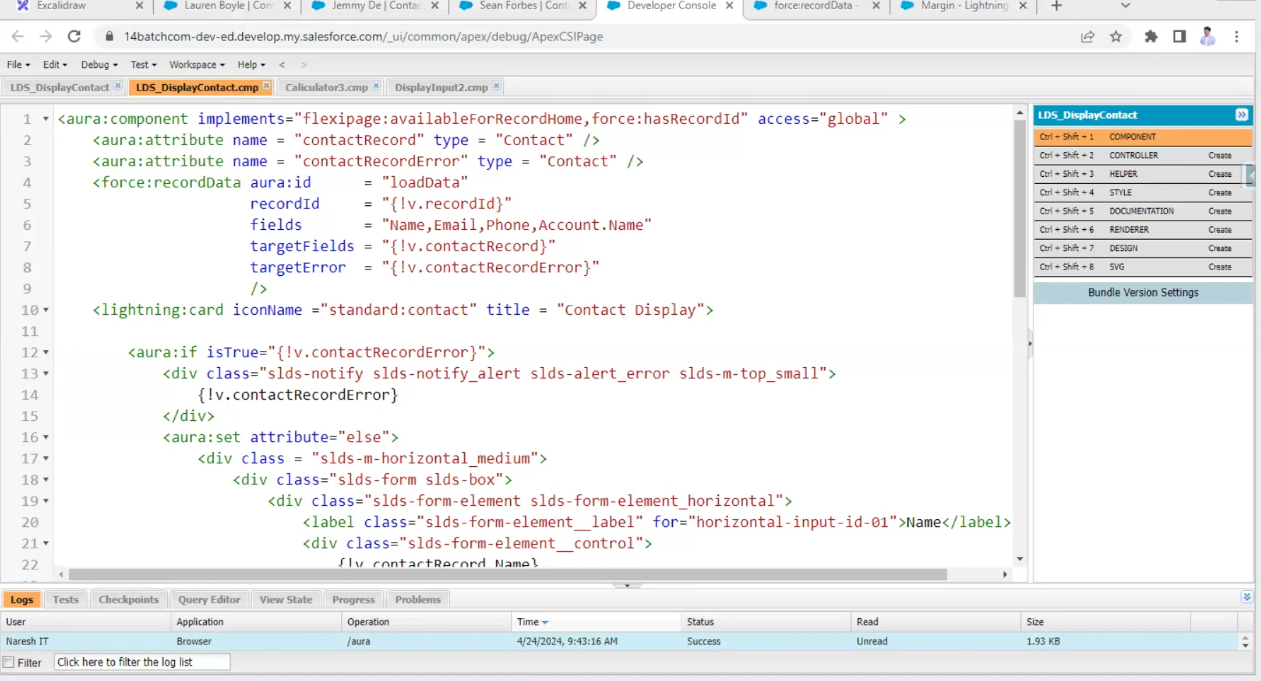 Excalidraw
Lauren Boyle | Cont
Jemmy De | Contac
Sean Forbes | Cont
Developer Console
force:recordData -
Margin - Lightning
14batchcom-dev-ed.develop.my.salesforce.com/_ui/common/apex/debug/ApexCSIPage
File Edit Debug Test Workspace Help < >
LDS_DisplayContact LDS_DisplayContact.cmp Caliculator3.cmp DisplayInput2.cmp
1 <aura:component implements="flexipage:availableForRecordHome,force:hasRecordId" access="global" >
2 <aura:attribute name = "contactRecord" type = "Contact" />
3 <aura:attribute name = "contactRecordError" type = "Contact" />
4 <force:recordData aura:id = "loadData"
5 recordId = "{!v.recordId}"
6 fields = "Name,Email,Phone,Account.Name"
7 targetFields = "{!v.contactRecord}"
8 targetError = "{!v.contactRecordError}"
9 />
10 <lightning:card iconName ="standard:contact" title = "Contact Display">
11
12 <aura:if isTrue="{!v.contactRecordError}">
13 <div class="slds-notify slds-notify_alert slds-alert_error slds-m-top_small">
14 {!v.contactRecordError}
15 </div>
16 <aura:set attribute="else">
17 <div class = "slds-m-horizontal_medium">
18 <div class="slds-form slds-box">
19 <div class="slds-form-element slds-form-element_horizontal">
20 <label class="slds-form-element__label" for="horizontal-input-id-01">Name</label>
21 <div class="slds-form-element__control">
22 {!v.contactRecord.Name}
LDS_DisplayContact
Ctrl + Shift + 1 COMPONENT
Ctrl + Shift + 2 CONTROLLER Create
Ctrl + Shift + 3 HELPER Create
Ctrl + Shift + 4 STYLE Create
Ctrl + Shift + 5 DOCUMENTATION Create
Ctrl + Shift + 6 RENDERER Create
Ctrl + Shift + 7 DESIGN Create
Ctrl + Shift + 8 SVG Create
Bundle Version Settings
Logs Tests Checkpoints Query Editor View State Progress Problems
User Application Operation Time Status Read Size
Naresh IT Browser /aura 4/24/2024, 9:43:16 AM Success Unread 1.93 KB
Filter Click here to filter the log list